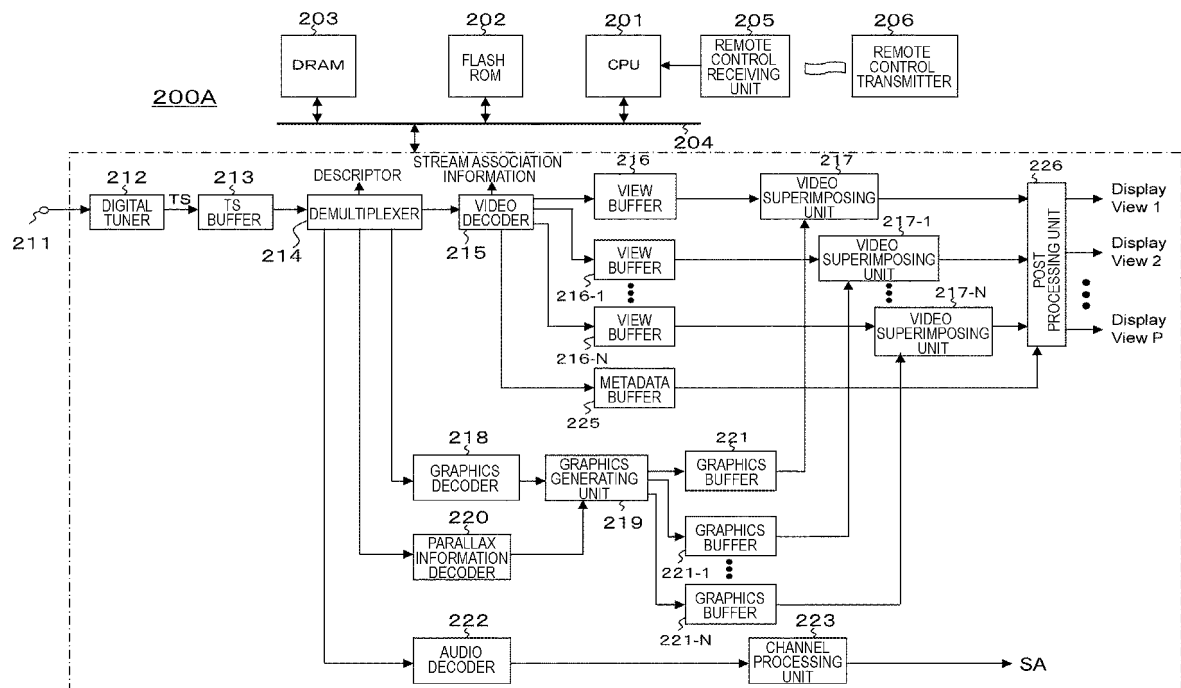 203
202
201
205
206
DRAM
FLASH
ROM
CPU
REMOTE
CONTROL
RECEIVING
UNIT
REMOTE
CONTROL
TRANSMITTER
200A
204
STREAM ASSOCIATION
INFORMATION
DESCRIPTOR
212
213
216
217
226
DIGITAL
TUNER
TS
TS
BUFFER
DEMULTIPLEXER
VIDEO
DECODER
VIEW
BUFFER
VIDEO
SUPERIMPOSING
UNIT
Display
View 1
211
214
215
217-1
VIEW
BUFFER
VIDEO
SUPERIMPOSING
UNIT
POST
PROCESSING UNIT
Display
View 2
216-1
217-N
VIEW
BUFFER
VIDEO
SUPERIMPOSING
UNIT
Display
View P
216-N
METADATA
BUFFER
225
218
221
GRAPHICS
DECODER
GRAPHICS
GENERATING
UNIT
GRAPHICS
BUFFER
219
220
PARALLAX
INFORMATION
DECODER
GRAPHICS
BUFFER
221-1
GRAPHICS
BUFFER
221-N
222
223
AUDIO
DECODER
CHANNEL
PROCESSING
UNIT
SA